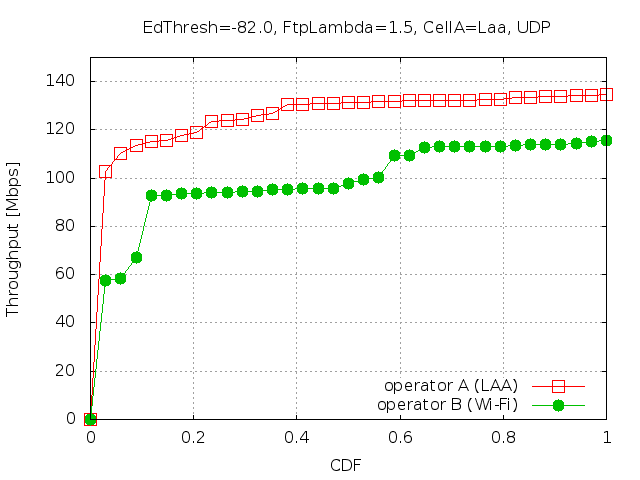 EdThresh=-82.0, FtpLambda=1.5, CellA=Laa, UDP
140
120
100
80
60
40
20
0
Throughput [Mbps]
operator A (LAA)
operator B (Wi-Fi)
0 0.2 0.4 0.6 0.8 1
CDF